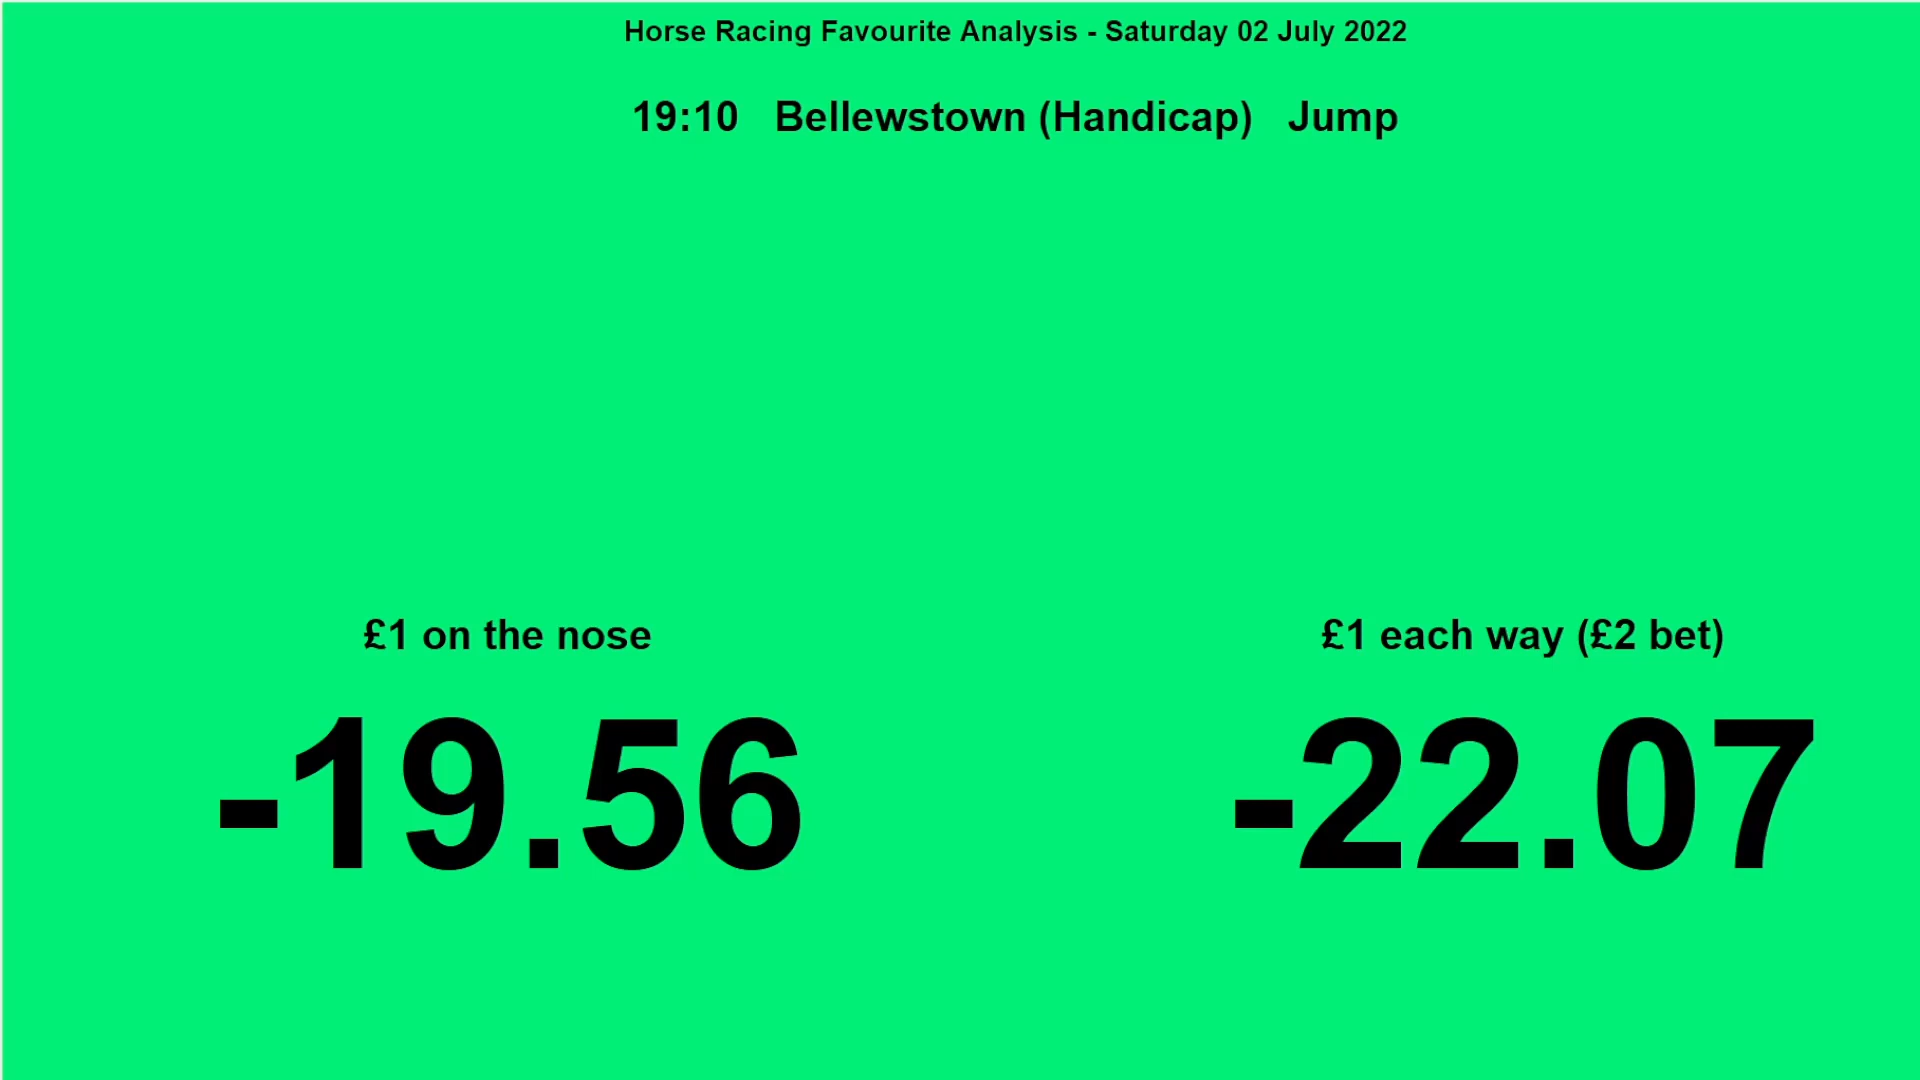 Horse Racing Favourite Analysis - Saturday 02 July 2022
19:10 Bellewstown (Handicap) Jump
£1 on the nose
£1 each way (£2 bet)
-19.56
-22.07